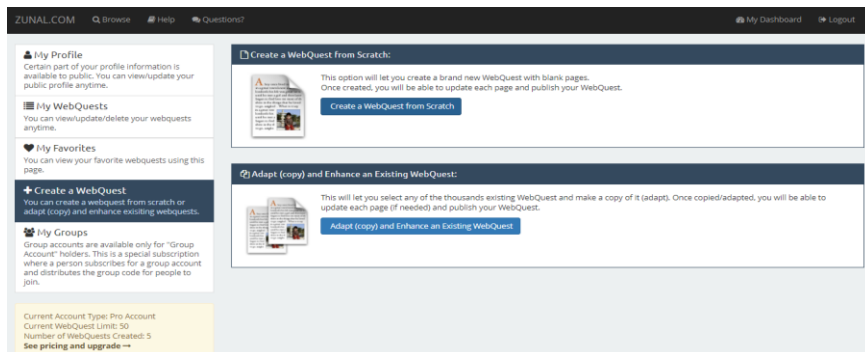 ZUNAL.COM Browse Help Questions? My Dashboard Logout
My Profile
Certain part of your profile information is
available to public. You can view/update your
public profile anytime.
My WebQuests
You can view/update/delete your webquests
anytime.
My Favorites
You can view your favorite webquests using this
page.
Create a WebQuest
You can create a webquest from scratch or
adapt (copy) and enhance exisiting webquests.
My Groups
Group accounts are available only for "Group
Account" holders. This is a special subscription
where a person subscribes for a group account
and distributes the group code for people to
join.
Current Account Type: Pro Account
Current WebQuest Limit: 50
Number of WebQuests Created: 5
See pricing and upgrade →
Create a WebQuest from Scratch:
This option will let you create a brand new WebQuest with blank pages.
Once created, you will be able to update each page and publish your WebQuest.
Create a WebQuest from Scratch
Adapt (copy) and Enhance an Existing WebQuest:
This will let you select any of the thousands existing WebQuest and make a copy of it (adapt). Once copied/adapted, you will be able to
update each page (if needed) and publish your WebQuest.
Adapt (copy) and Enhance an Existing WebQuest